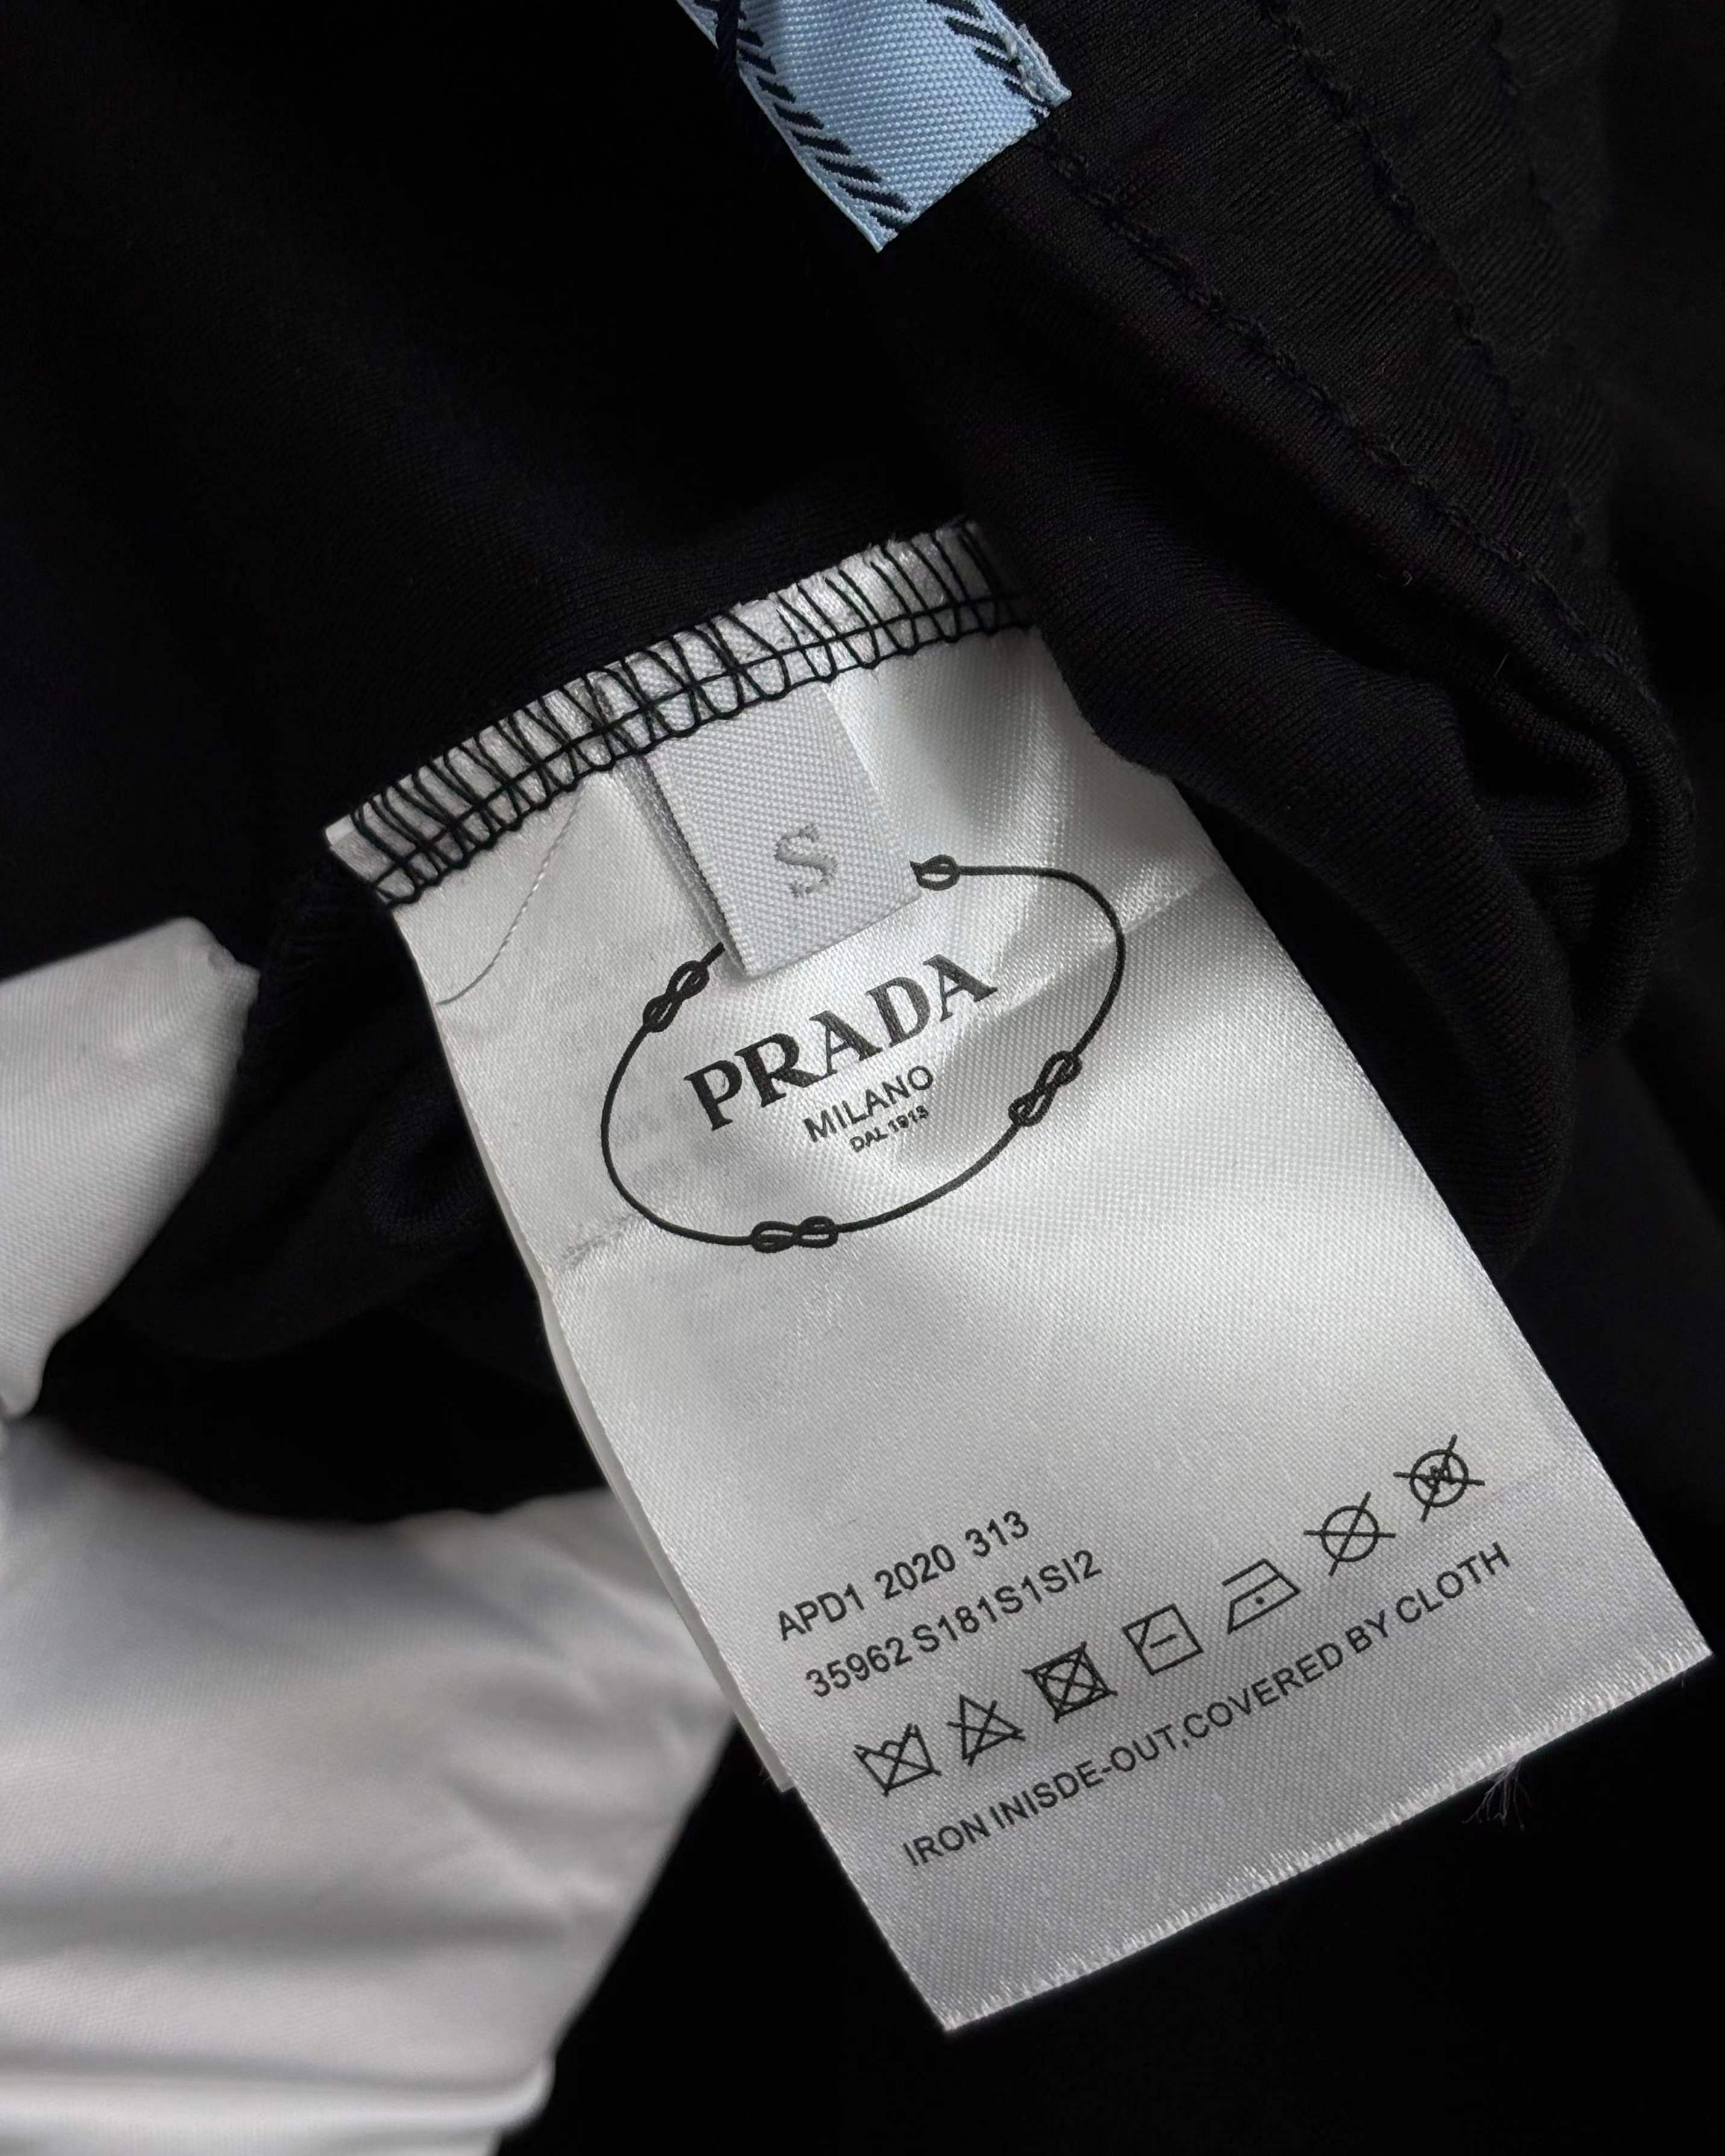 S
PRADA
MILANO
DAL 1913
APD1 2020 313
35962 S181S1SI2
W
IRON INISDE-OUT,COVERED BY CLOTH